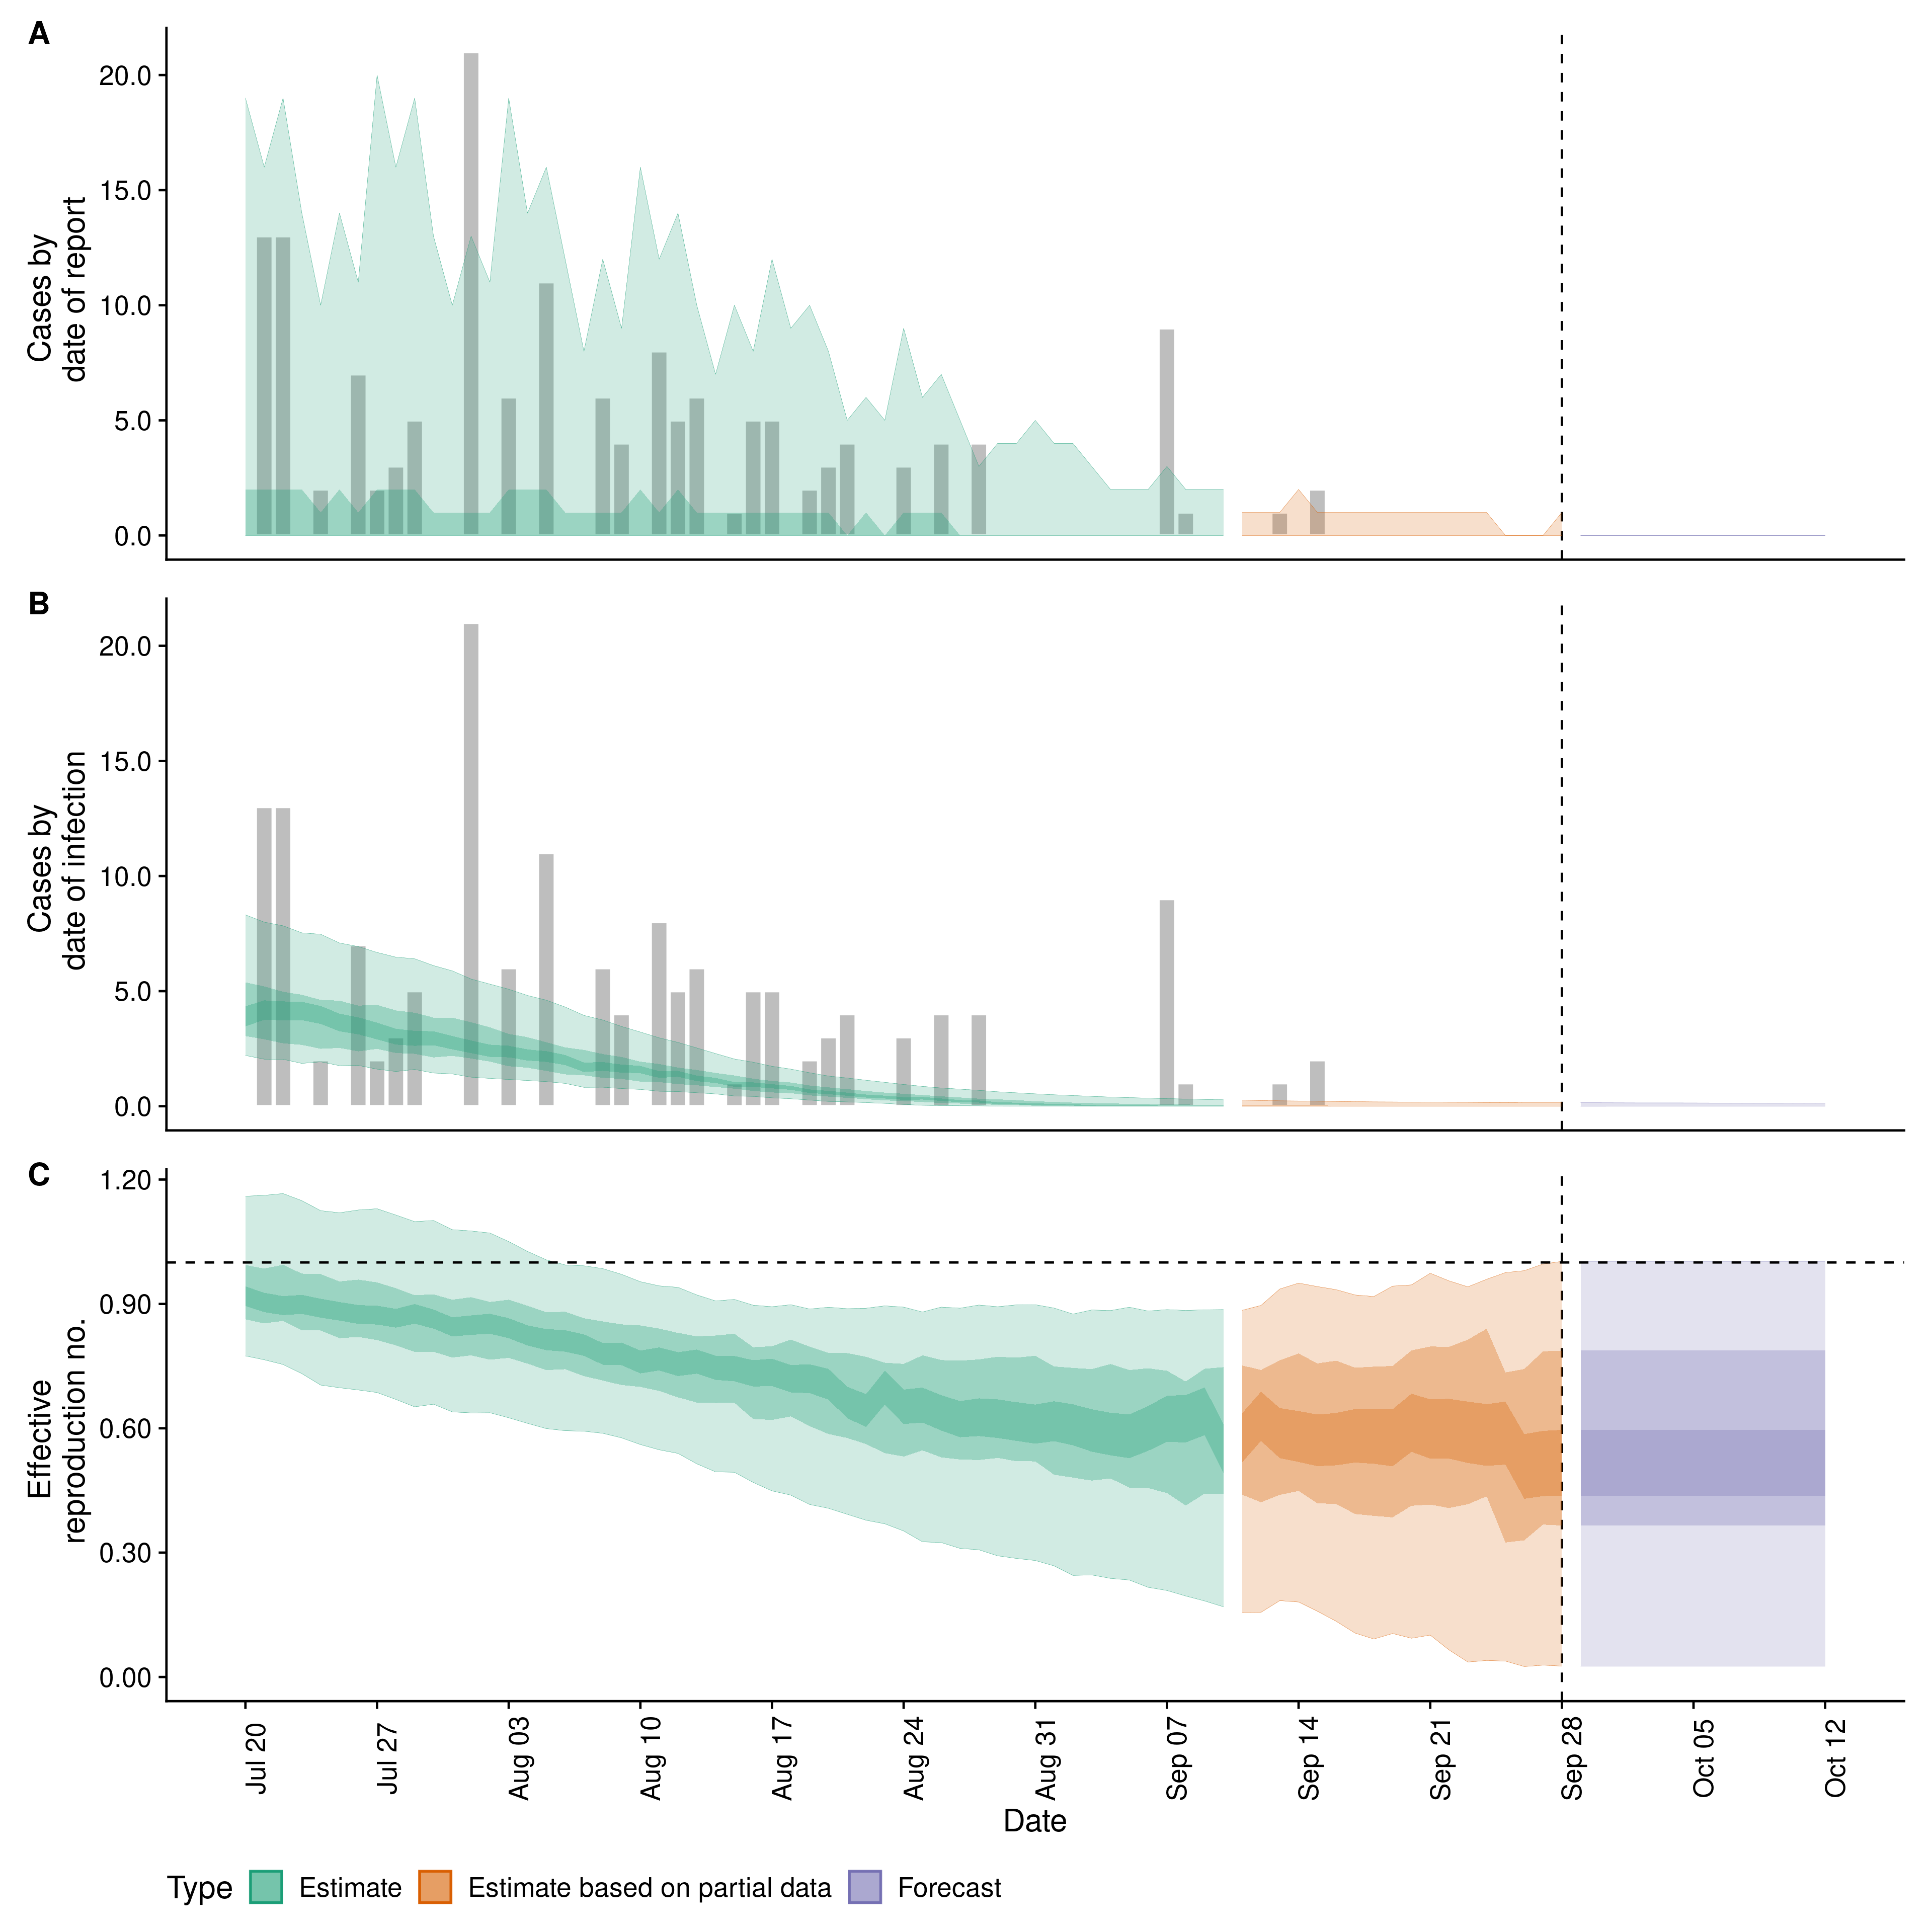 A
20.0
15.0
10.0
5.0
0.0
Cases by
date of report
B
20.0
15.0
10.0
5.0
0.0
Cases by
date of infection
C
1.20
0.90
0.60
0.30
0.00
Effective
reproduction no.
Jul 20
Jul 27
Aug 03
Aug 10
Aug 17
Aug 24
Aug 31
Sep 07
Sep 14
Sep 21
Sep 28
Oct 05
Oct 12
Date
Type Estimate Estimate based on partial data Forecast